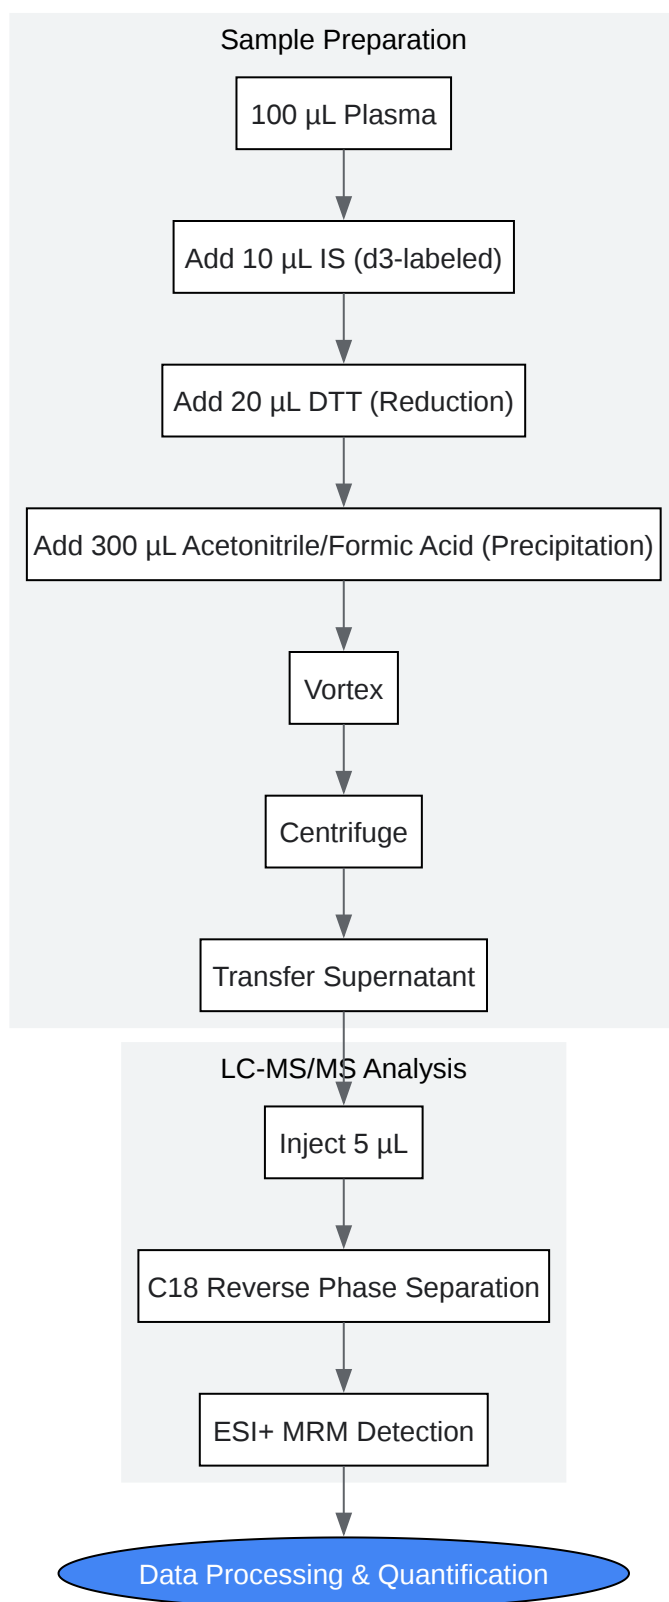 Sample Preparation
100 µL Plasma
Add 10 µL IS (d3-labeled)
Add 20 µL DTT (Reduction)
Add 300 µL Acetonitrile/Formic Acid (Precipitation)
Vortex
Centrifuge
Transfer Supernatant
LC-MS/MS Analysis
Inject 5 µL
C18 Reverse Phase Separation
ESI+ MRM Detection
Data Processing & Quantification